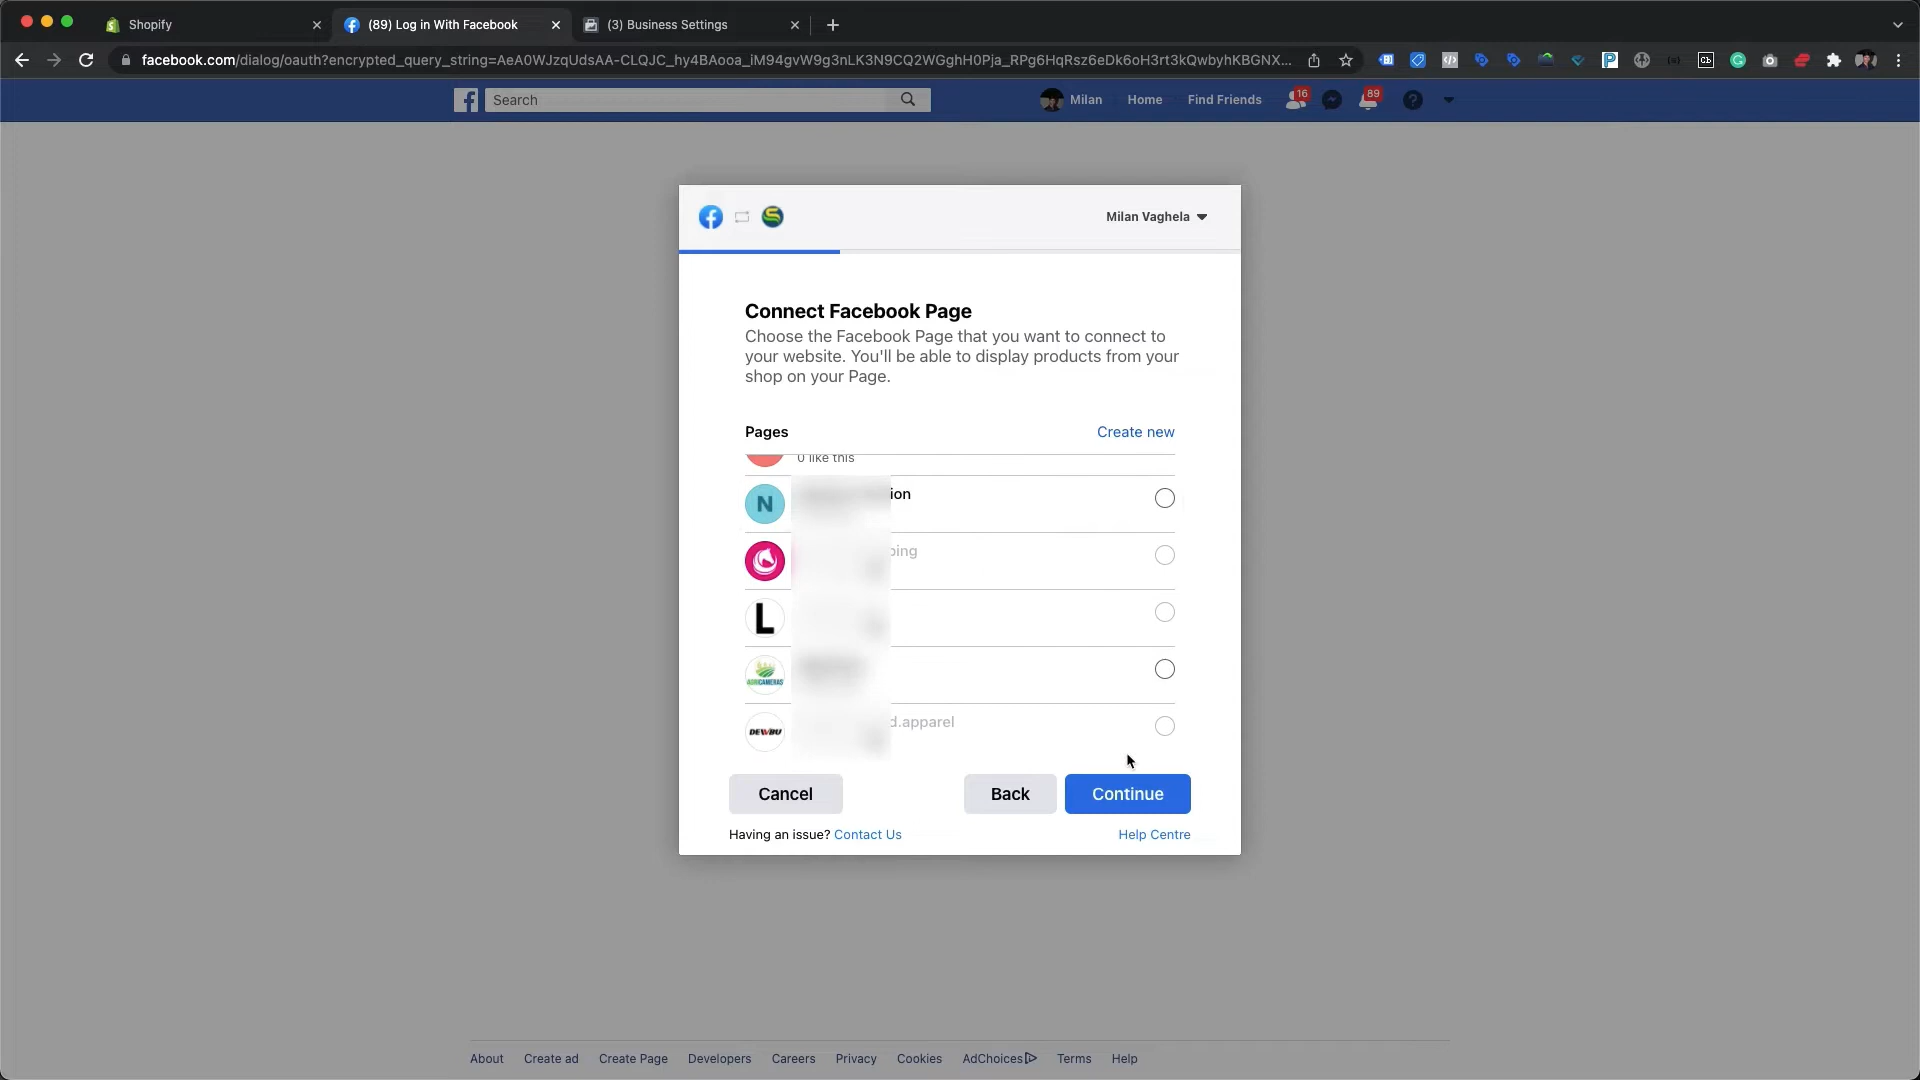 Shopify
(89) Log in With Facebook
(3) Business Settings
facebook.com/dialog/oauth?encrypted_query_string=AeA0WJzqUdsAA-CLQJC_hy4BAooa_iM94gvW9g3nLK3N9CQ2WGghH0Pja_RPg6HqRsz6eDk6oH3rt3kQwbyhKBGNX...
Search
Milan
Home
Find Friends
16
89
Milan Vaghela
Connect Facebook Page
Choose the Facebook Page that you want to connect to
your website. You'll be able to display products from your
shop on your Page.
Pages
Create new
0 like this
N
ion
ping
L
AGRICAMERAS
DEWBU
d.apparel
Cancel
Back
Continue
Having an issue? Contact Us
Help Centre
About
Create ad
Create Page
Developers
Careers
Privacy
Cookies
AdChoices
Terms
Help